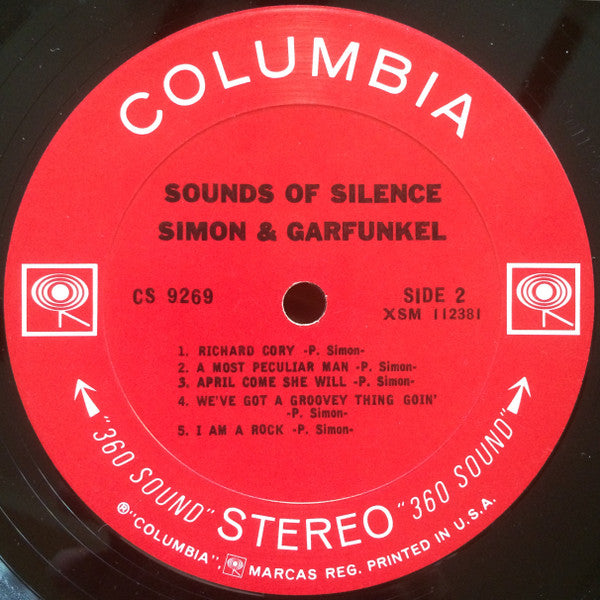 COLUMBIA
SOUNDS OF SILENCE
SIMON & GARFUNKEL
CS 9269
SIDE 2
XSM 112381
1. RICHARD CORY -P. Simon-
2. A MOST PECULIAR MAN -P. Simon-
3. APRIL COME SHE WILL -P. Simon-
4. WE'VE GOT A GROOVEY THING GOIN'
-P. Simon-
5. I AM A ROCK -P. Simon-
"360 SOUND" STEREO "360 SOUND"
®"COLUMBIA", MARCAS REG. PRINTED IN U.S.A.